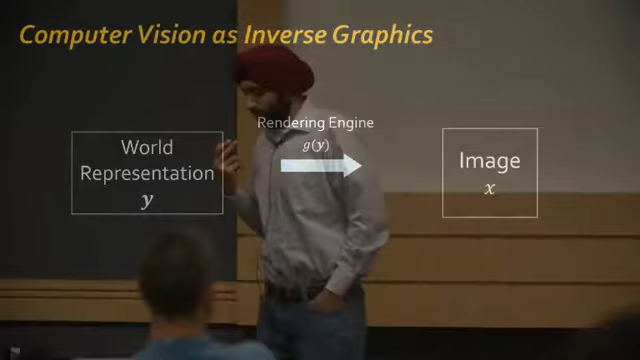 Computer Vision as Inverse Graphics
Rendering Engine
g(y)
World
Representation
y
Image
x